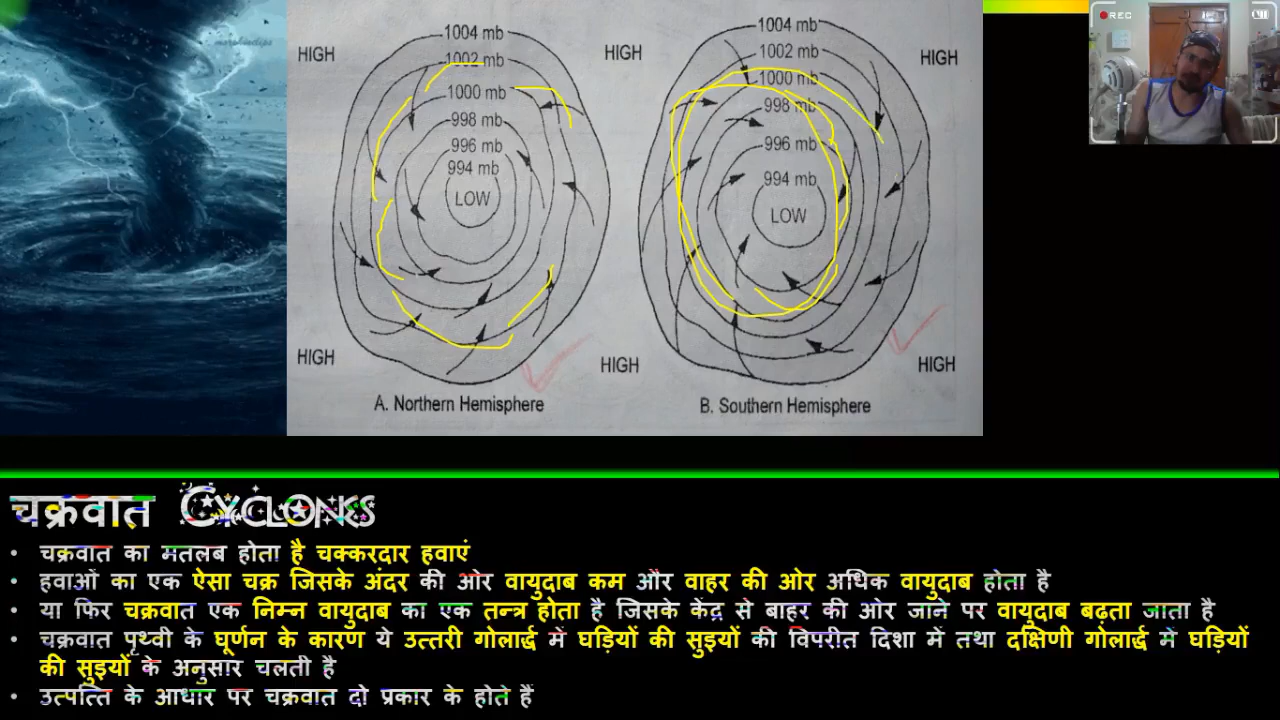 1004 mb
1002 mb
1000 mb
998 mb
996 mb
994 mb
LOW
HIGH
HIGH
A. Northern Hemisphere
1004 mb
1002 mb
1000 mb
998 mb
996 mb
994 mb
LOW
HIGH
HIGH
HIGH
HIGH
B. Southern Hemisphere
REC
चक्रवात CYCLONES
• चक्रवात का मतलब होता है चक्करदार हवाएं
• हवाओं का एक ऐसा चक्र जिसके अंदर की ओर वायुदाब कम और वाहर की ओर अधिक वायुदाब होता है
• या फिर चक्रवात एक निम्न वायुदाब का एक तन्त्र होता है जिसके केंद्र से बाहर की ओर जाने पर वायुदाब बढ़ता जाता है
• चक्रवात पृथ्वी के घूर्णन के कारण ये उत्तरी गोलार्द्ध में घड़ियों की सुइयों की विपरीत दिशा में तथा दक्षिणी गोलार्द्ध मे घड़ियों
की सुइयों के अनुसार चलती है
• उत्पत्ति के आधार पर चक्रवात दो प्रकार के होते हैं